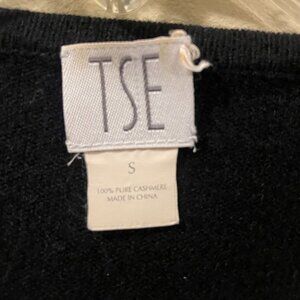 TSE
S
100% PURE CASHMERE
MADE IN CHINA